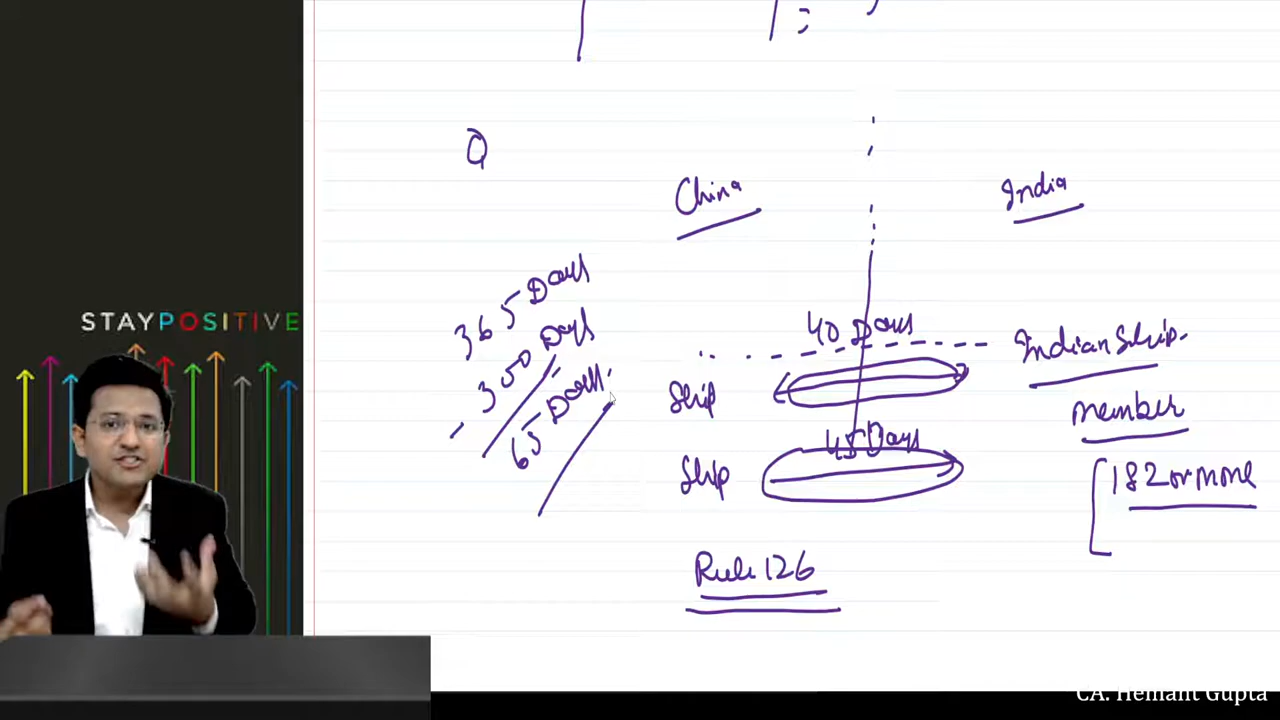 Q
China
India
365 Days
- 300 Days
65 Days.
40 Days
Indian Ship.
Ship
member
45 Days
Ship
182 or more
Rule 126
STAYPOSITIVE
CA. Hemant Gupta